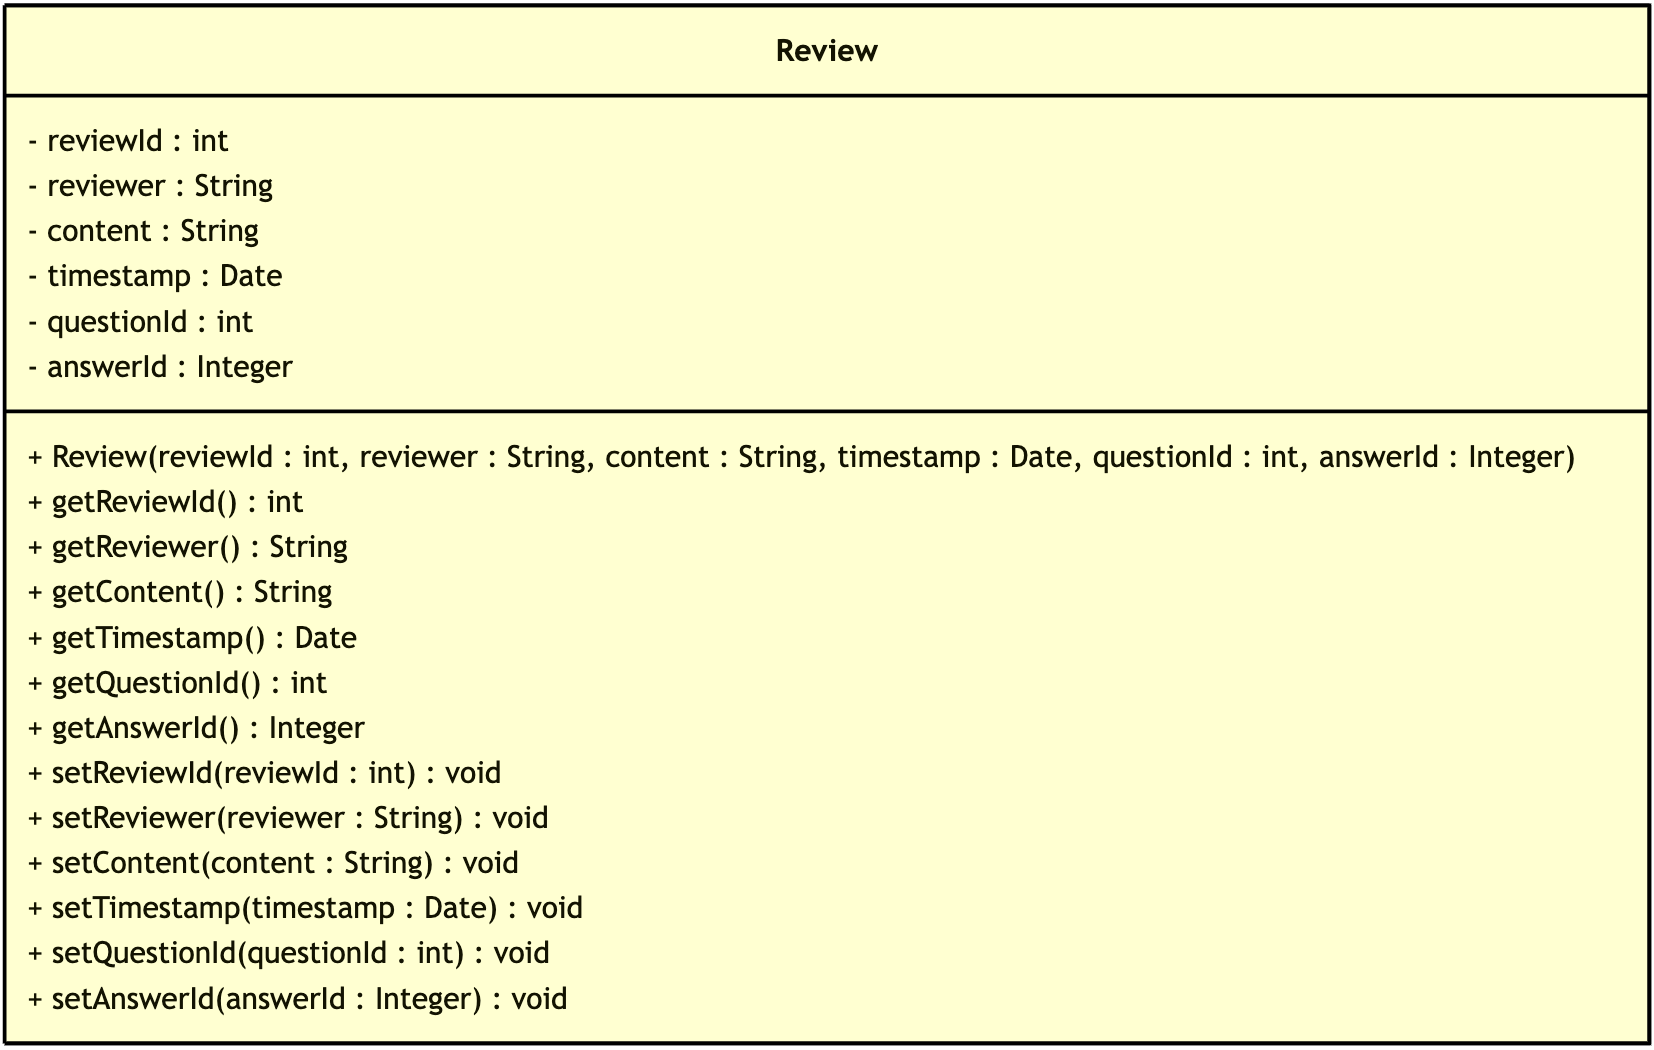 Review
- reviewId : int
- reviewer : String
- content : String
- timestamp : Date
- questionId : int
- answerId : Integer
+ Review(reviewId : int, reviewer : String, content : String, timestamp : Date, questionId : int, answerId : Integer)
+ getReviewId() : int
+ getReviewer() : String
+ getContent() : String
+ getTimestamp() : Date
+ getQuestionId() : int
+ getAnswerId() : Integer
+ setReviewId(reviewId : int) : void
+ setReviewer(reviewer : String) : void
+ setContent(content : String) : void
+ setTimestamp(timestamp : Date) : void
+ setQuestionId(questionId : int) : void
+ setAnswerId(answerId : Integer) : void